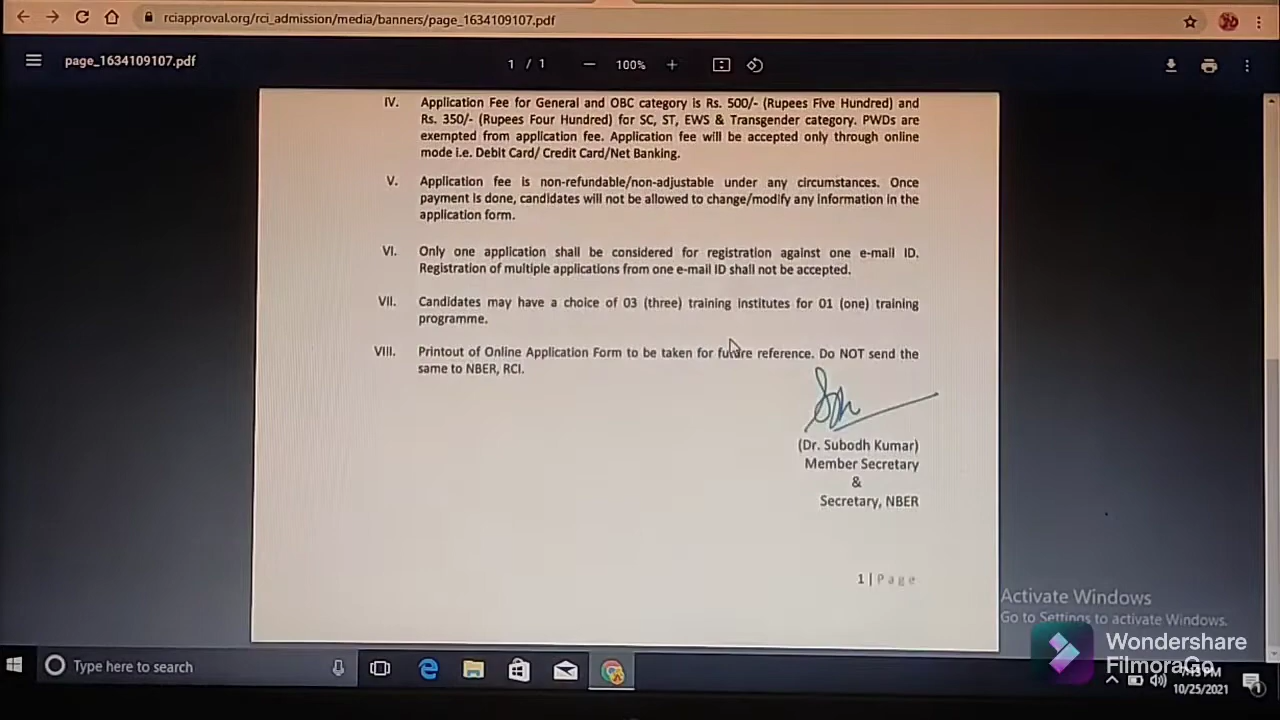 rciapproval.org/rci_admission/media/banners/page_1634109107.pdf
page_1634109107.pdf
1 / 1
100%
IV. Application Fee for General and OBC category is Rs. 500/- (Rupees Five Hundred) and
Rs. 350/- (Rupees Four Hundred) for SC, ST, EWS & Transgender category. PWDs are
exempted from application fee. Application fee will be accepted only through online
mode i.e. Debit Card/ Credit Card/Net Banking.
V. Application fee is non-refundable/non-adjustable under any circumstances. Once
payment is done, candidates will not be allowed to change/modify any information in the
application form.
VI. Only one application shall be considered for registration against one e-mail ID.
Registration of multiple applications from one e-mail ID shall not be accepted.
VII. Candidates may have a choice of 03 (three) training institutes for 01 (one) training
programme.
VIII. Printout of Online Application Form to be taken for future reference. Do NOT send the
same to NBER, RCI.
(Dr. Subodh Kumar)
Member Secretary
&
Secretary, NBER
1 | Page
Activate Windows
Go to Settings to activate Windows.
Wondershare
FilmoraGo
Type here to search
7:43 PM
10/25/2021
1